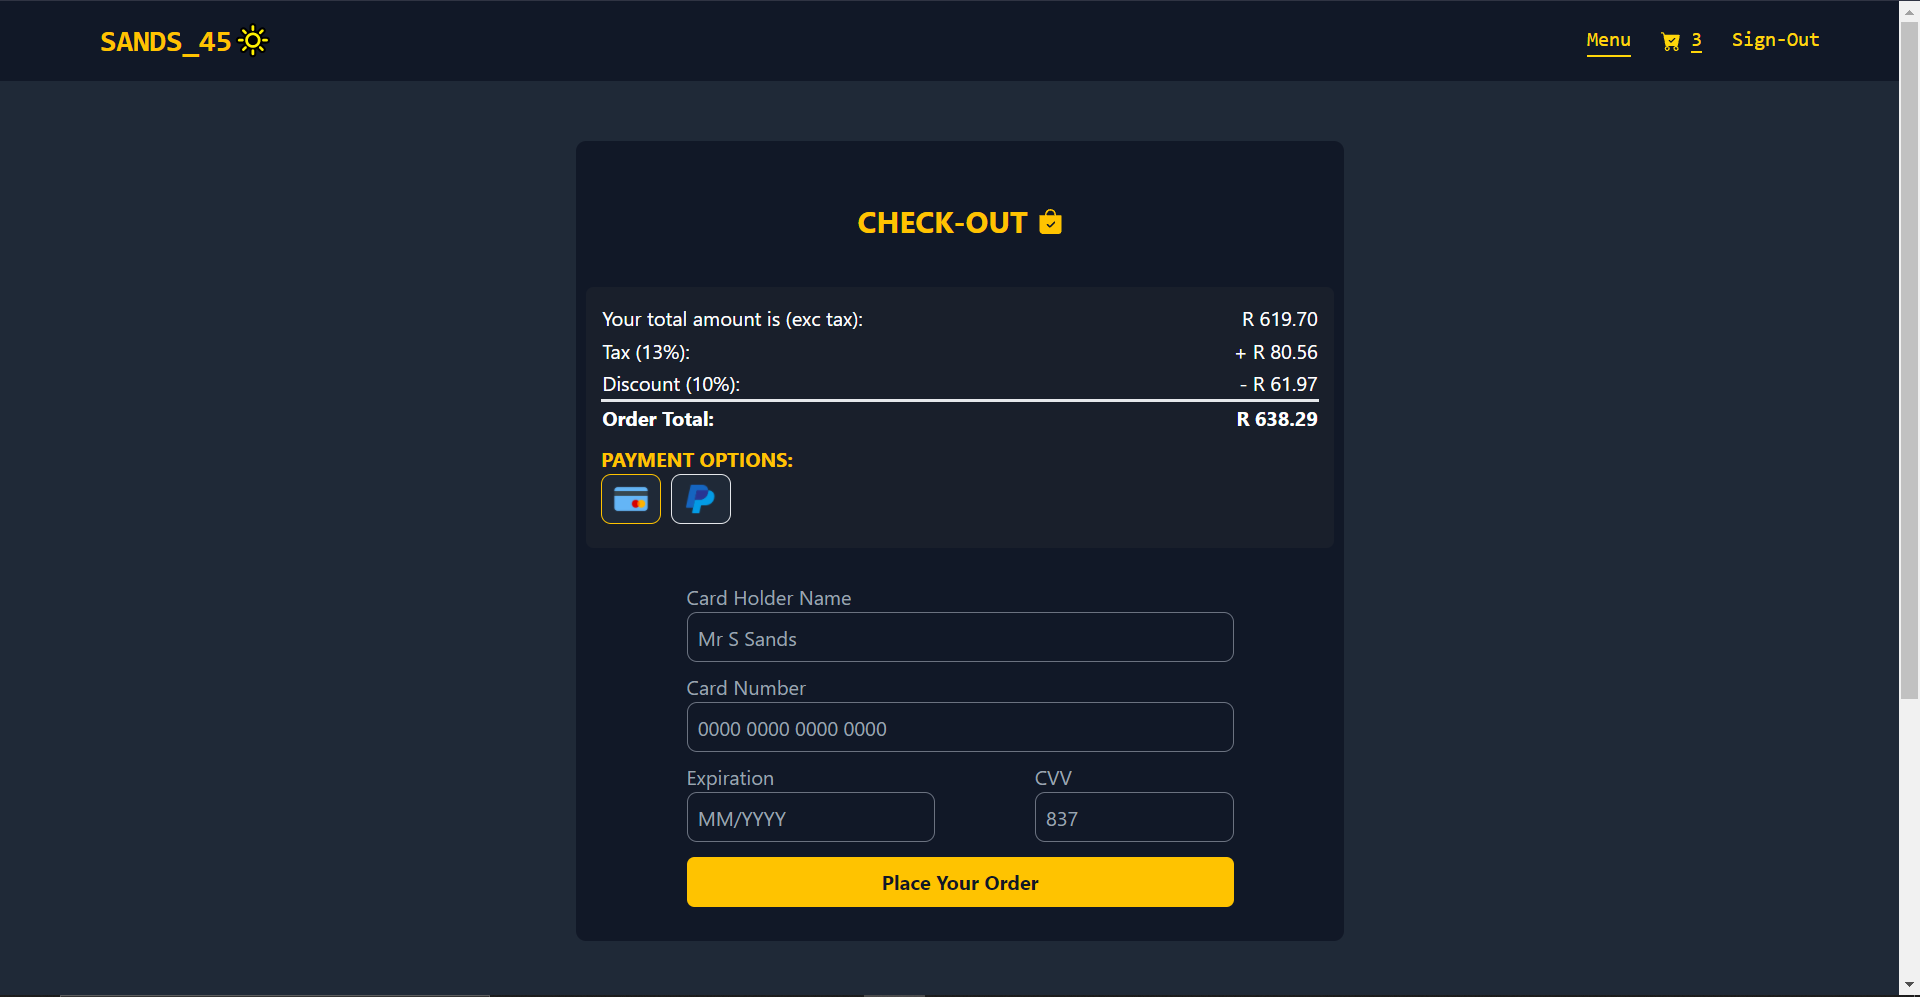 SANDS_45
Menu 3 Sign-Out
CHECK-OUT
Your total amount is (exc tax): R 619.70
Tax (13%): + R 80.56
Discount (10%): - R 61.97
Order Total: R 638.29
PAYMENT OPTIONS:
Card Holder Name
Mr S Sands
Card Number
0000 0000 0000 0000
Expiration CVV
MM/YYYY 837
Place Your Order